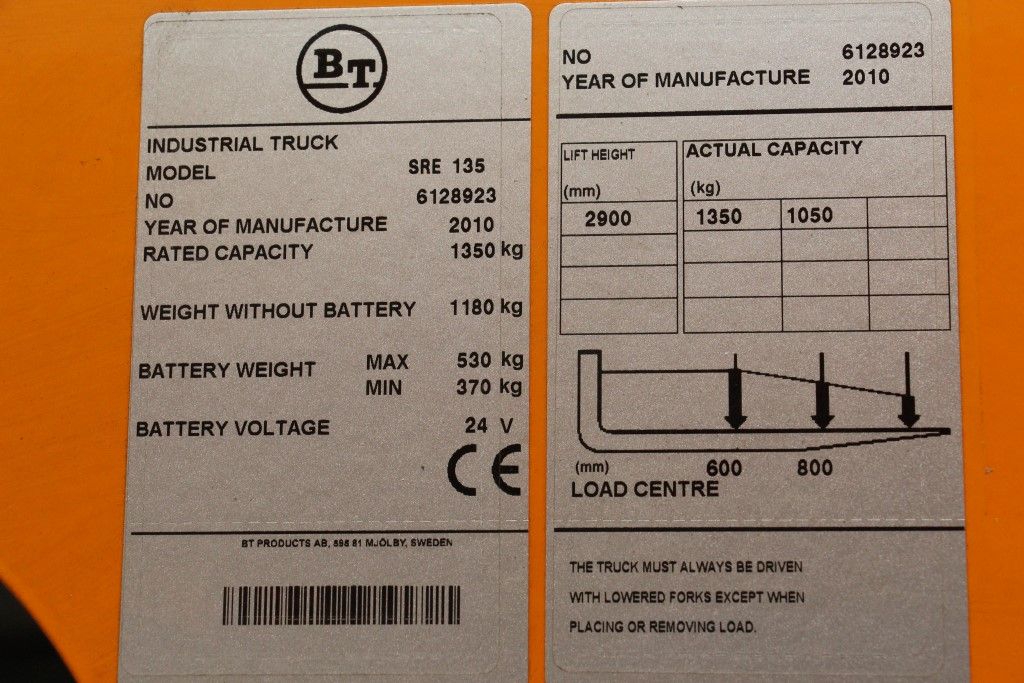 BT
INDUSTRIAL TRUCK
MODEL SRE 135
NO 6128923
YEAR OF MANUFACTURE 2010
RATED CAPACITY 1350 kg
WEIGHT WITHOUT BATTERY 1180 kg
BATTERY WEIGHT MAX 530 kg
MIN 370 kg
BATTERY VOLTAGE 24 V
CE
BT PRODUCTS AB, 595 81 MJÖLBY, SWEDEN
NO 6128923
YEAR OF MANUFACTURE 2010
LIFT HEIGHT ACTUAL CAPACITY
(mm) (kg)
2900 1350 1050
(mm) 600 800
LOAD CENTRE
THE TRUCK MUST ALWAYS BE DRIVEN
WITH LOWERED FORKS EXCEPT WHEN
PLACING OR REMOVING LOAD.